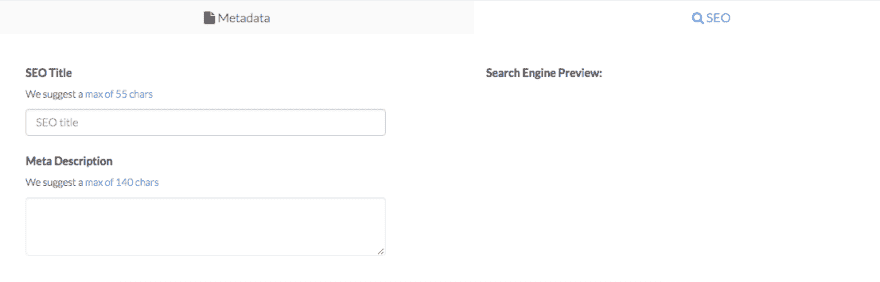 Metadata
SEO
SEO Title
We suggest a max of 55 chars
SEO title
Meta Description
We suggest a max of 140 chars
Search Engine Preview: